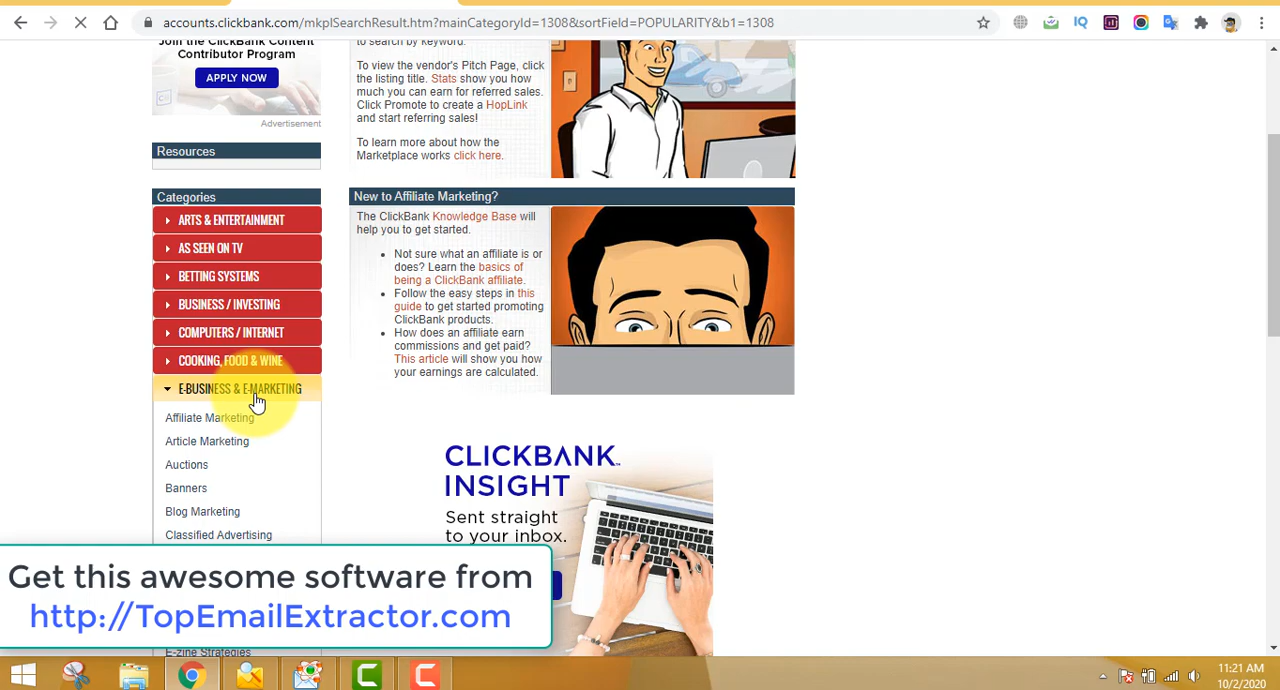 accounts.clickbank.com/mkplSearchResult.htm?mainCategoryId=1308&sortField=POPULARITY&b1=1308
Join the ClickBank Content
Contributor Program
APPLY NOW
Advertisement
Resources
Categories
ARTS & ENTERTAINMENT
AS SEEN ON TV
BETTING SYSTEMS
BUSINESS / INVESTING
COMPUTERS / INTERNET
COOKING, FOOD & WINE
E-BUSINESS & E-MARKETING
Affiliate Marketing
Article Marketing
Auctions
Banners
Blog Marketing
Classified Advertising
E-zine Strategies
to search by keyword.
To view the vendor's Pitch Page, click
the listing title. Stats show you how
much you can earn for referred sales.
Click Promote to create a HopLink
and start referring sales!
To learn more about how the
Marketplace works click here.
New to Affiliate Marketing?
The ClickBank Knowledge Base will
help you to get started.
Not sure what an affiliate is or
does? Learn the basics of
being a ClickBank affiliate.
Follow the easy steps in this
guide to get started promoting
ClickBank products.
How does an affiliate earn
commissions and get paid?
This article will show you how
your earnings are calculated.
CLICKBANK™
INSIGHT
Sent straight
to your inbox.
Get this awesome software from
http://TopEmailExtractor.com
11:21 AM
10/2/2020